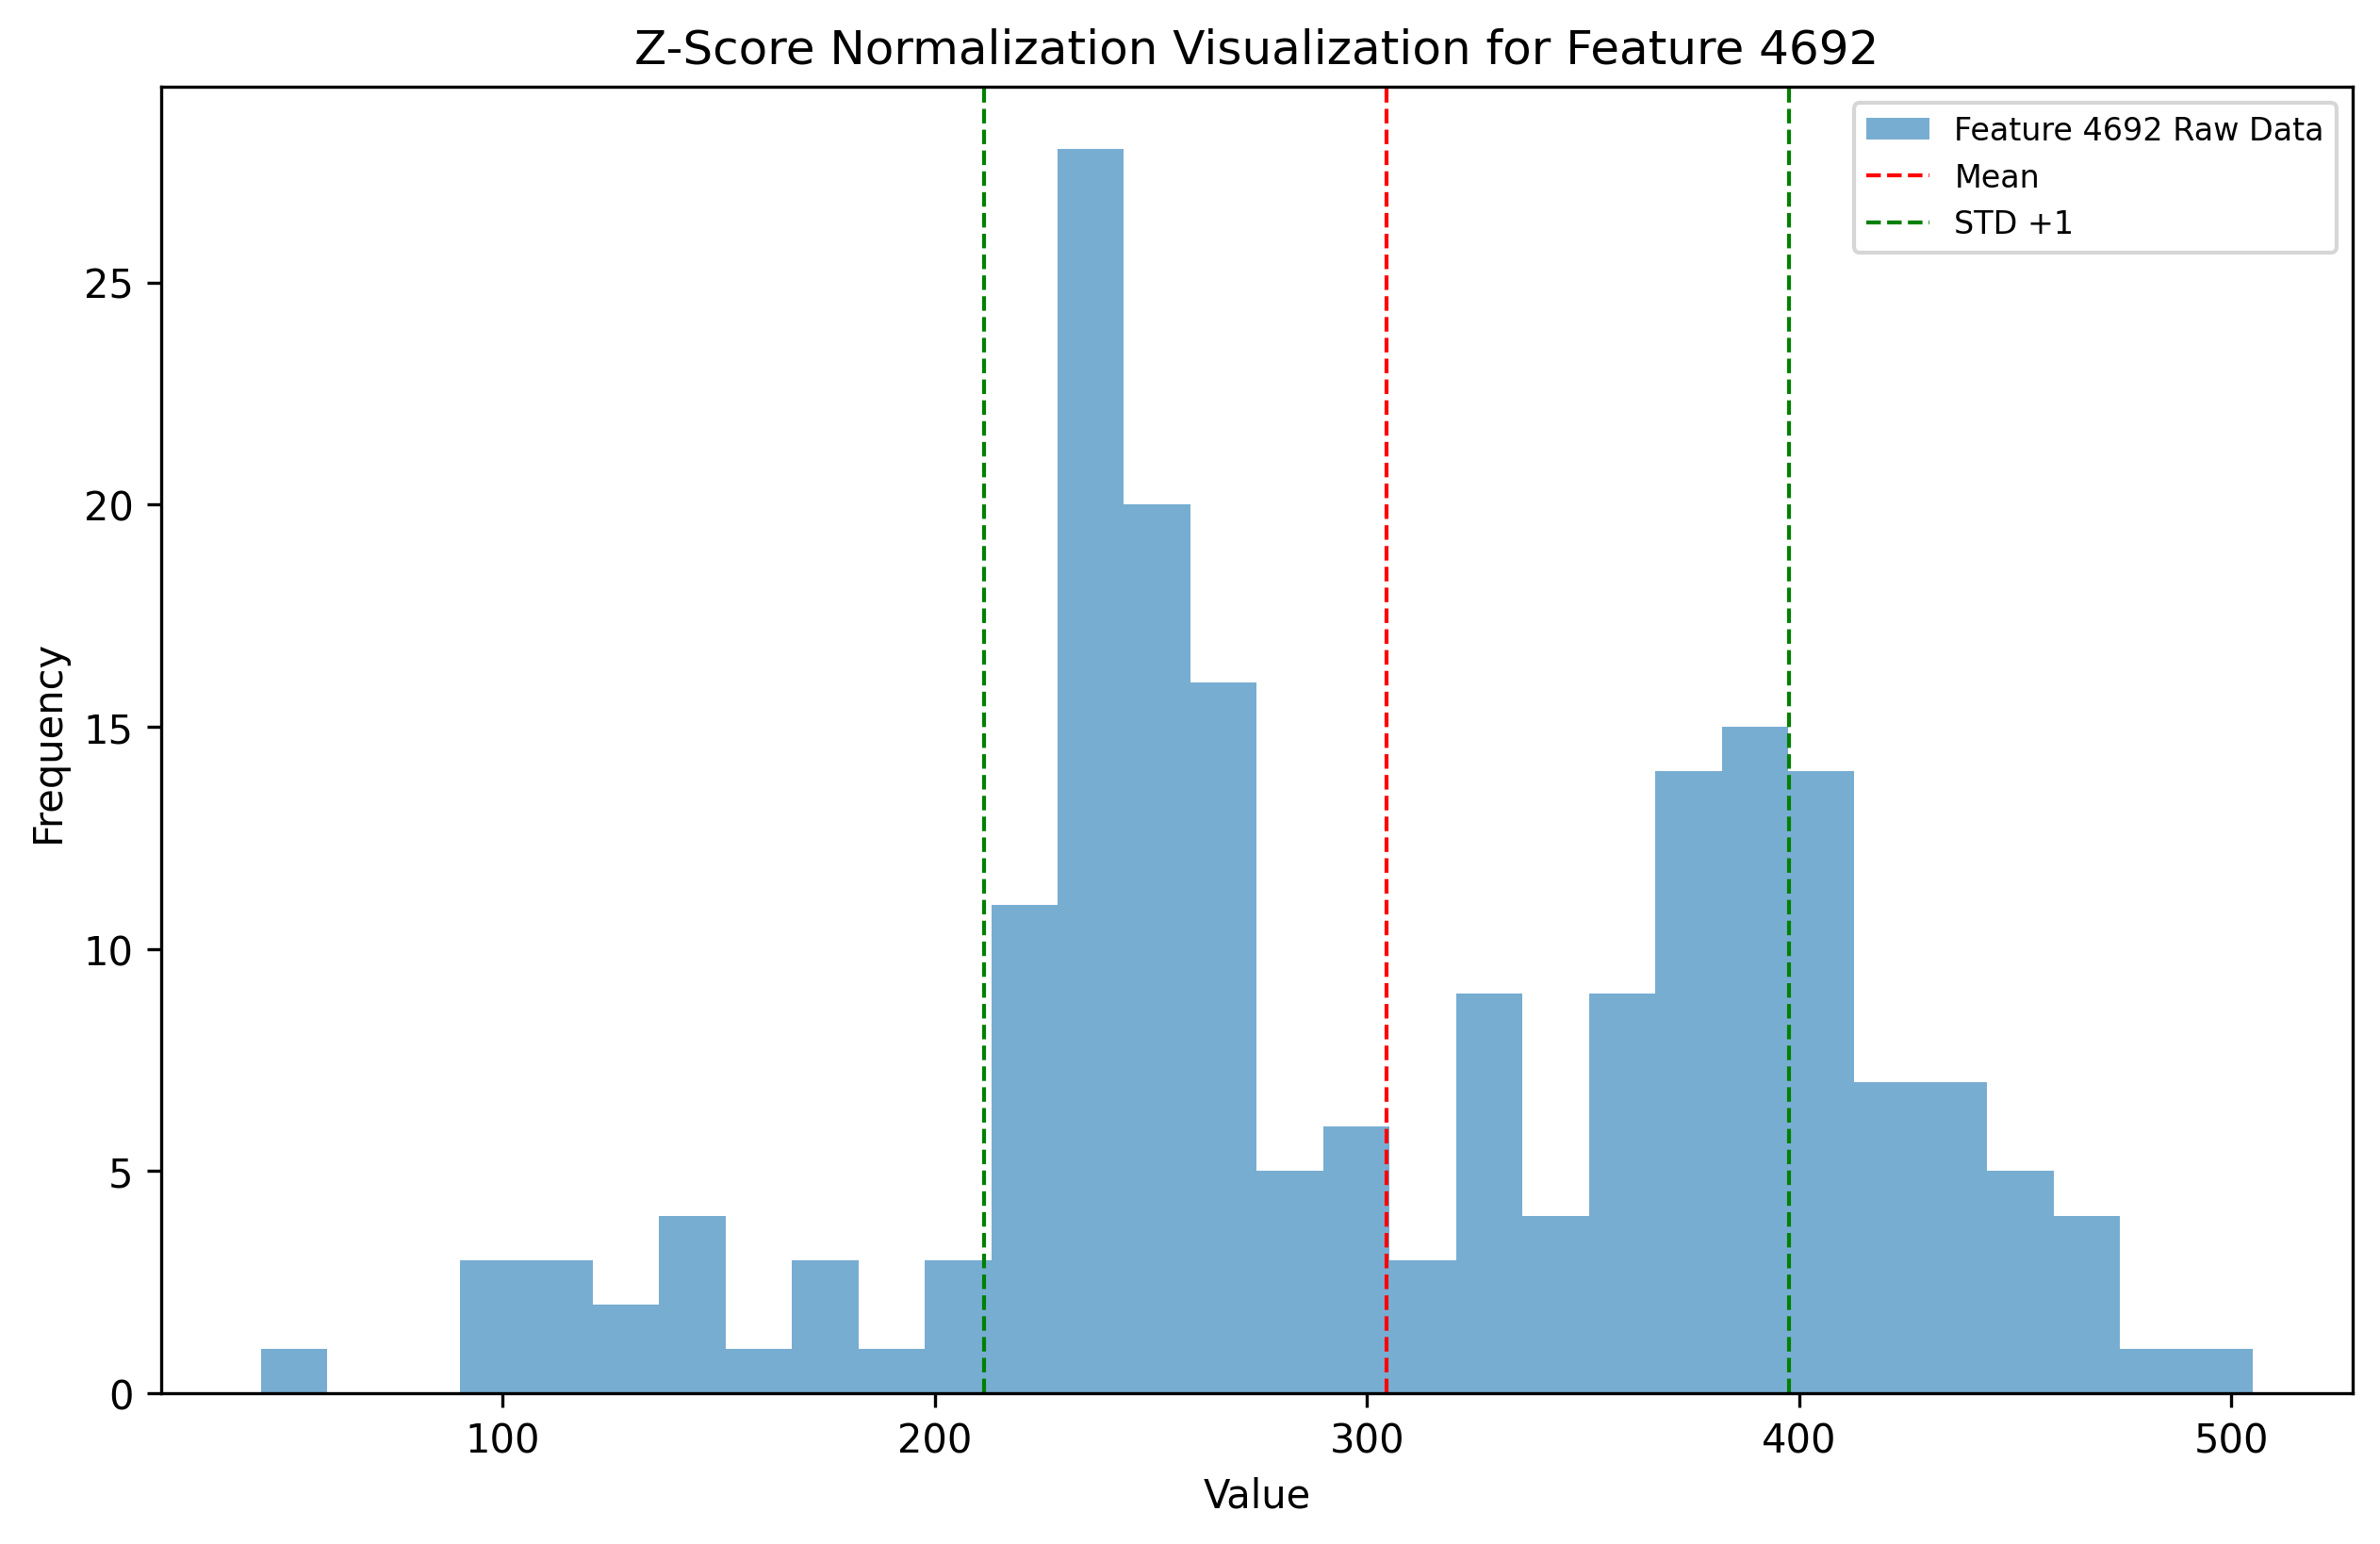 Z-Score Normalization Visualization for Feature 4692
Feature 4692 Raw Data
Mean
STD +1
25
20
15
10
5
0
Frequency
100 200 300 400 500
Value